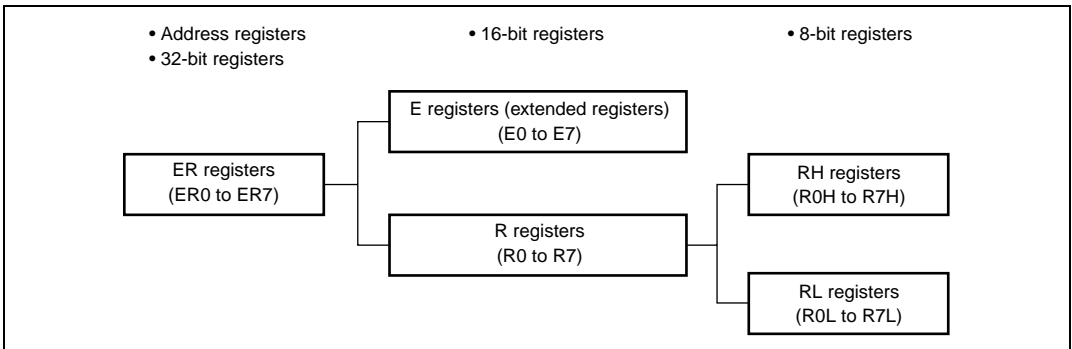 • Address registers
• 32-bit registers
• 16-bit registers
• 8-bit registers
ER registers
(ER0 to ER7)
E registers (extended registers)
(E0 to E7)
R registers
(R0 to R7)
RH registers
(R0H to R7H)
RL registers
(R0L to R7L)